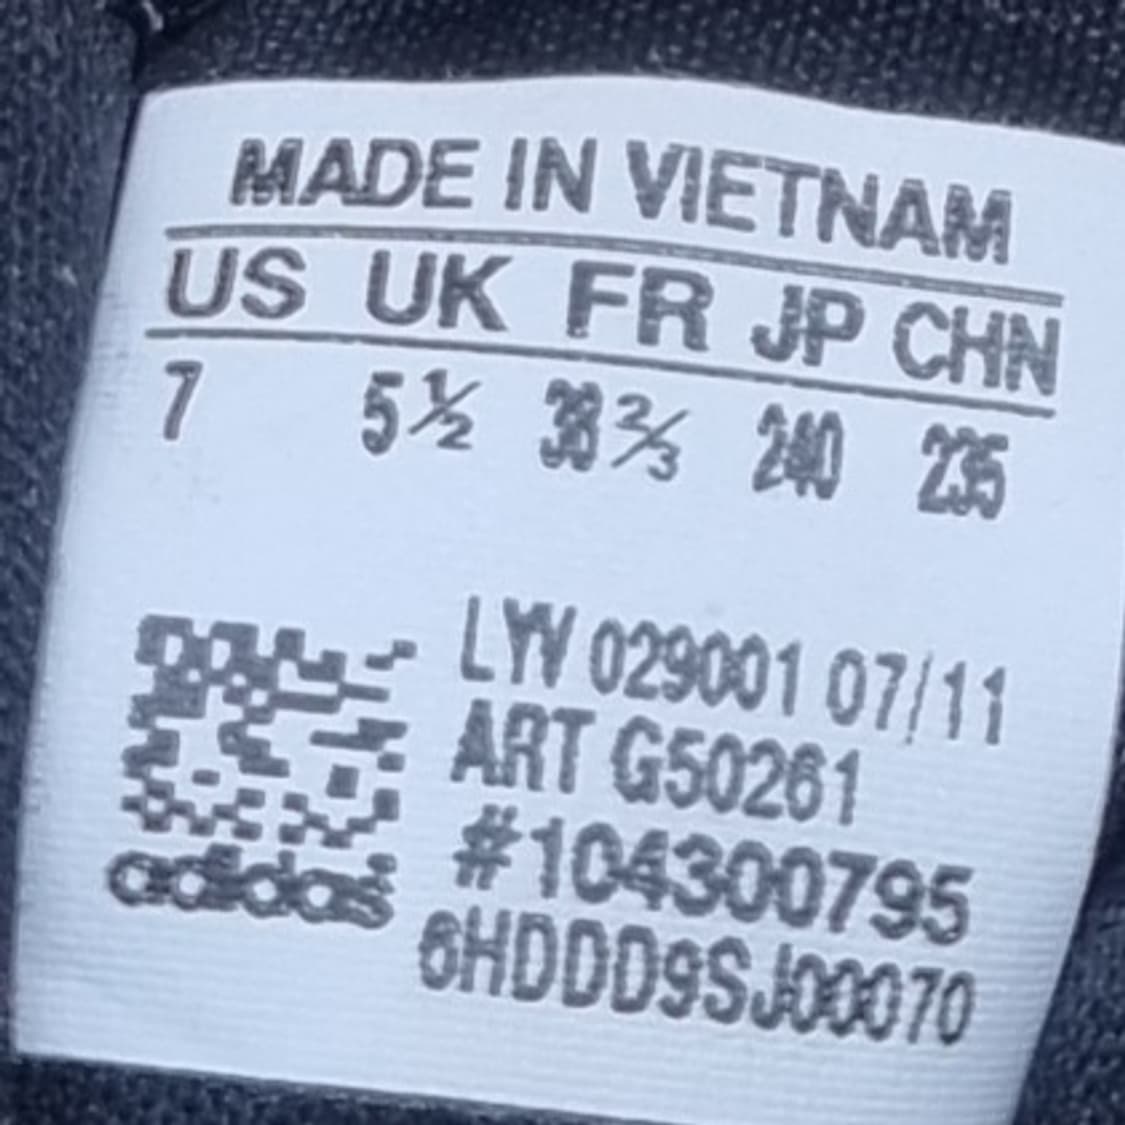 MADE IN VIETNAM
US UK FR JP CHN
7 5½ 38⅔ 240 235
LYV 029001 07/11
ART G50261
#104300795
6HDDD9SJ00070
adidas